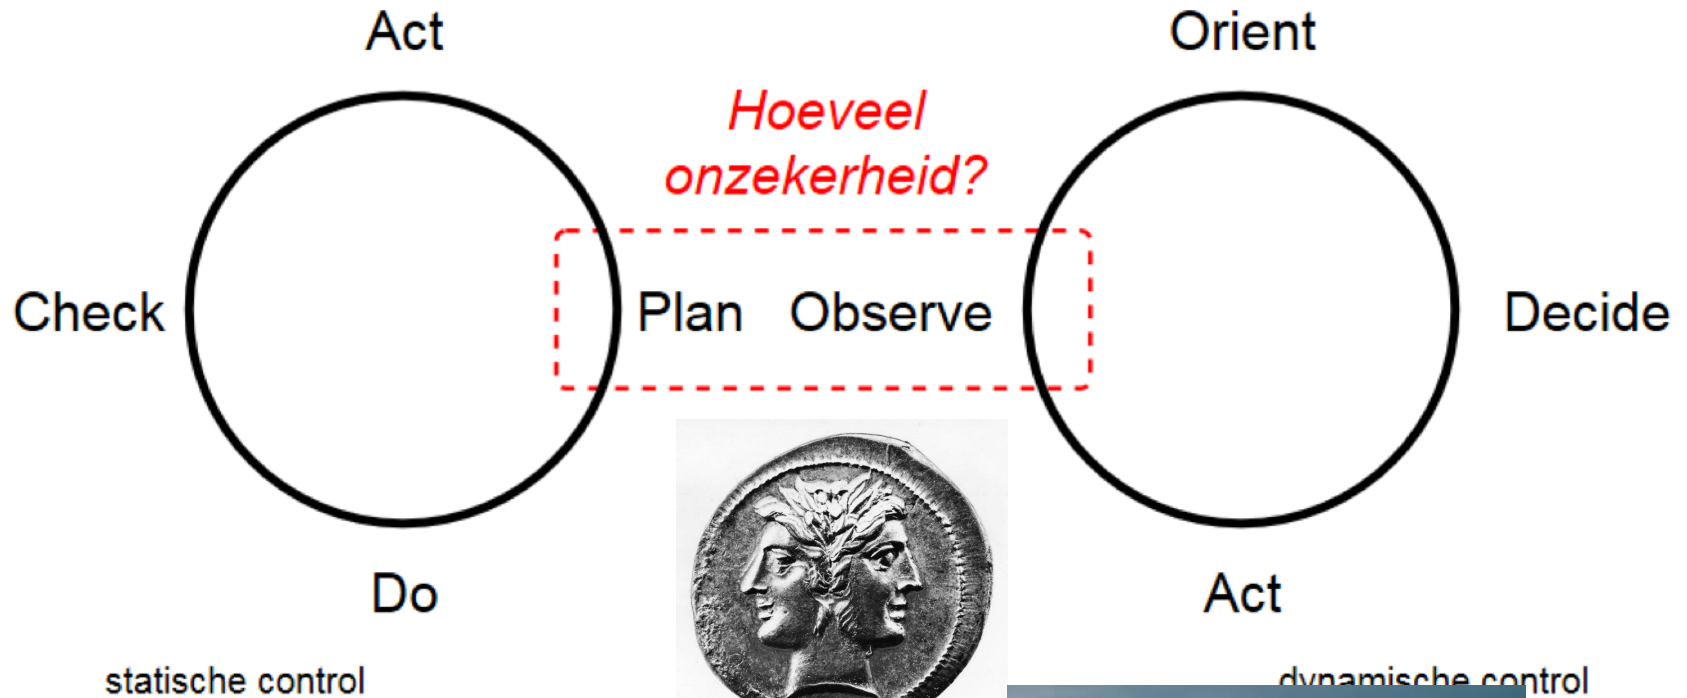 Act
Orient
Hoeveel
onzekerheid?
Check
Plan
Observe
Decide
Do
Act
statische control
dynamische control